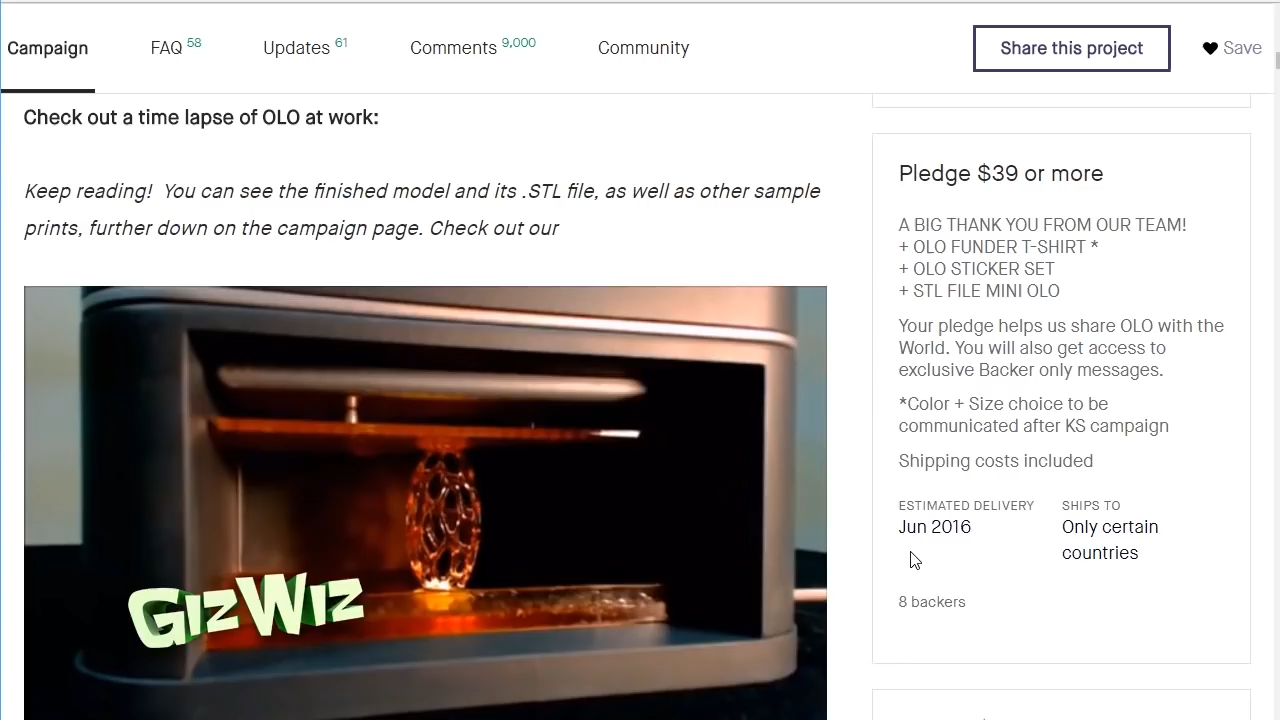 Campaign
FAQ 58
Updates 61
Comments 9,000
Community
Share this project
Save
Check out a time lapse of OLO at work:
Keep reading!  You can see the finished model and its .STL file, as well as other sample
prints, further down on the campaign page. Check out our
GizWiz
Pledge $39 or more
A BIG THANK YOU FROM OUR TEAM!
+ OLO FUNDER T-SHIRT *
+ OLO STICKER SET
+ STL FILE MINI OLO
Your pledge helps us share OLO with the
World. You will also get access to
exclusive Backer only messages.
*Color + Size choice to be
communicated after KS campaign
Shipping costs included
ESTIMATED DELIVERY
Jun 2016
SHIPS TO
Only certain
countries
8 backers